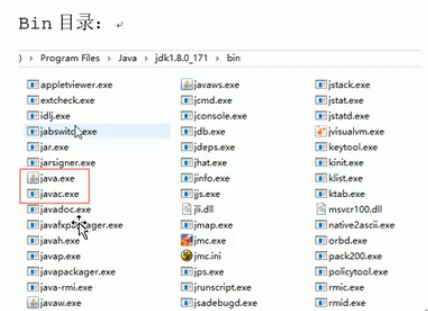 Bin 目录：
) › Program Files › Java › jdk1.8.0_171 › bin
appletviewer.exe
extcheck.exe
idlj.exe
jabswitch.exe
jar.exe
jarsigner.exe
java.exe
javac.exe
javadoc.exe
javafxpackager.exe
javah.exe
javap.exe
javapackager.exe
java-rmi.exe
javaw.exe
javaws.exe
jcmd.exe
jconsole.exe
jdb.exe
jdeps.exe
jhat.exe
jinfo.exe
jjs.exe
jli.dll
jmap.exe
jmc.exe
jmc.ini
jps.exe
jrunscript.exe
jsadebugd.exe
jstack.exe
jstat.exe
jstatd.exe
jvisualvm.exe
keytool.exe
kinit.exe
klist.exe
ktab.exe
msvcr100.dll
native2ascii.exe
orbd.exe
pack200.exe
policytool.exe
rmic.exe
rmid.exe